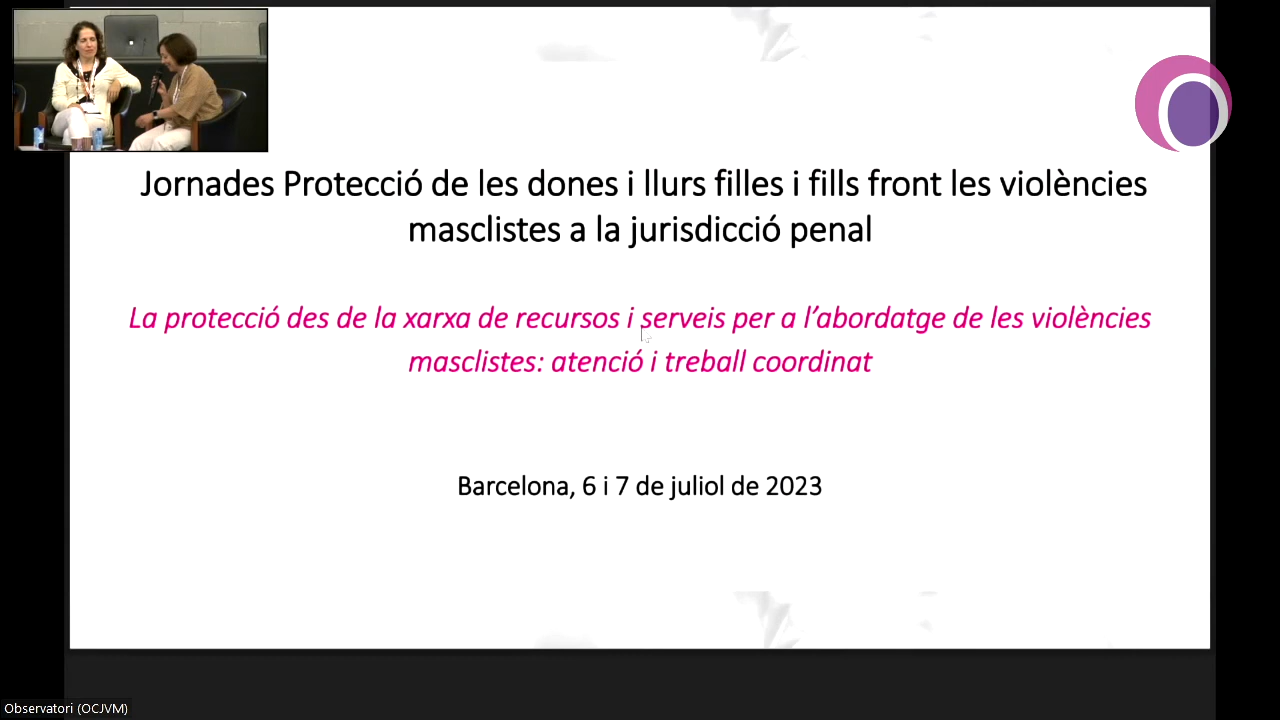 Jornades Protecció de les dones i llurs filles i fills front les violències
masclistes a la jurisdicció penal
La protecció des de la xarxa de recursos i serveis per a l’abordatge de les violències
masclistes: atenció i treball coordinat
Barcelona, 6 i 7 de juliol de 2023
Observatori (OCJVM)